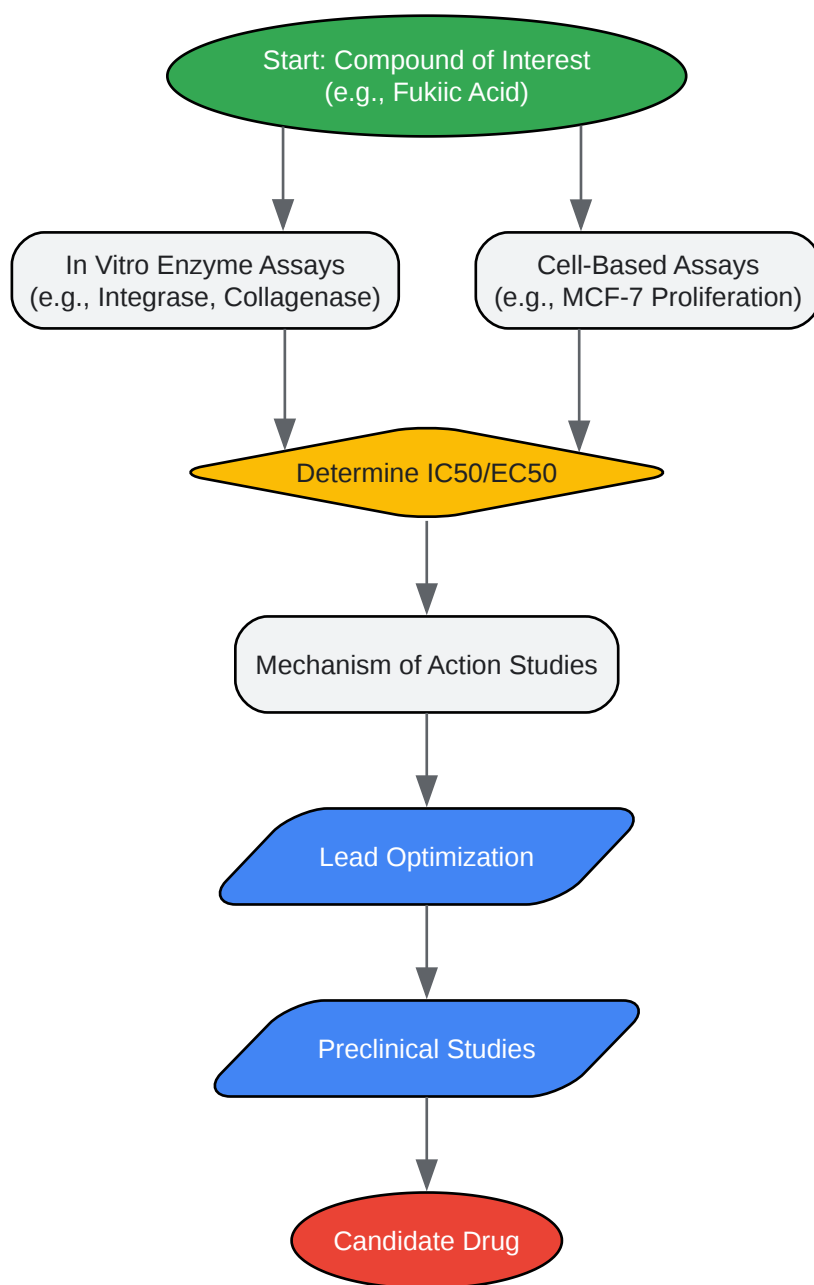 Start: Compound of Interest
(e.g., Fukiic Acid)
In Vitro Enzyme Assays
(e.g., Integrase, Collagenase)
Cell-Based Assays
(e.g., MCF-7 Proliferation)
Determine IC50/EC50
Mechanism of Action Studies
Lead Optimization
Preclinical Studies
Candidate Drug